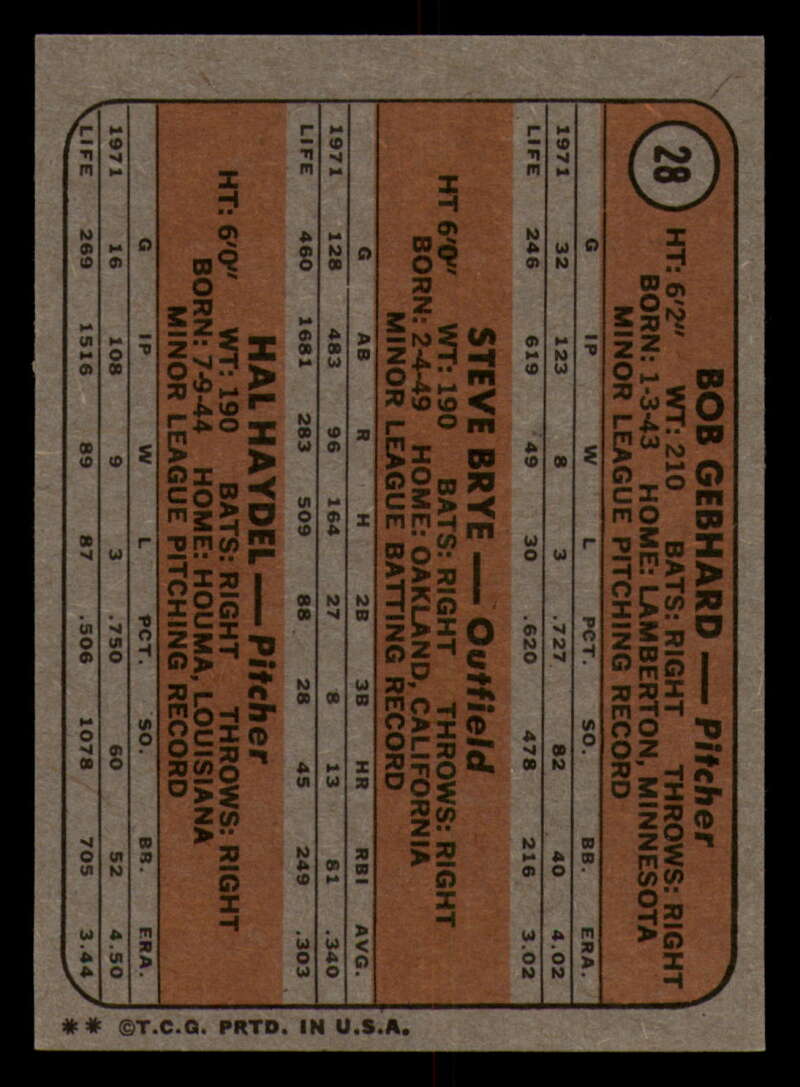 28
BOB GEBHARD — Pitcher
HT: 6'2" WT: 210 BATS: RIGHT THROWS: RIGHT
BORN: 1-3-43 HOME: LAMBERTON, MINNESOTA
MINOR LEAGUE PITCHING RECORD
G IP W L PCT. SO. BB. ERA.
1971 32 123 8 3 .727 82 40 4.02
LIFE 246 619 49 30 .620 478 216 3.02
STEVE BRYE — Outfield
HT 6'0" WT: 190 BATS: RIGHT THROWS: RIGHT
BORN: 2-4-49 HOME: OAKLAND, CALIFORNIA
MINOR LEAGUE BATTING RECORD
G AB R H 2B 3B HR RBI AVG.
1971 128 483 96 164 27 8 13 81 .340
LIFE 460 1681 283 509 88 28 45 249 .303
HAL HAYDEL — Pitcher
HT: 6'0" WT: 190 BATS: RIGHT THROWS: RIGHT
BORN: 7-9-44 HOME: HOUMA, LOUISIANA
MINOR LEAGUE PITCHING RECORD
G IP W L PCT. SO. BB. ERA.
1971 16 108 9 3 .750 60 52 4.50
LIFE 269 1516 89 87 .506 1078 705 3.44
** ©T.C.G. PRTD. IN U.S.A.